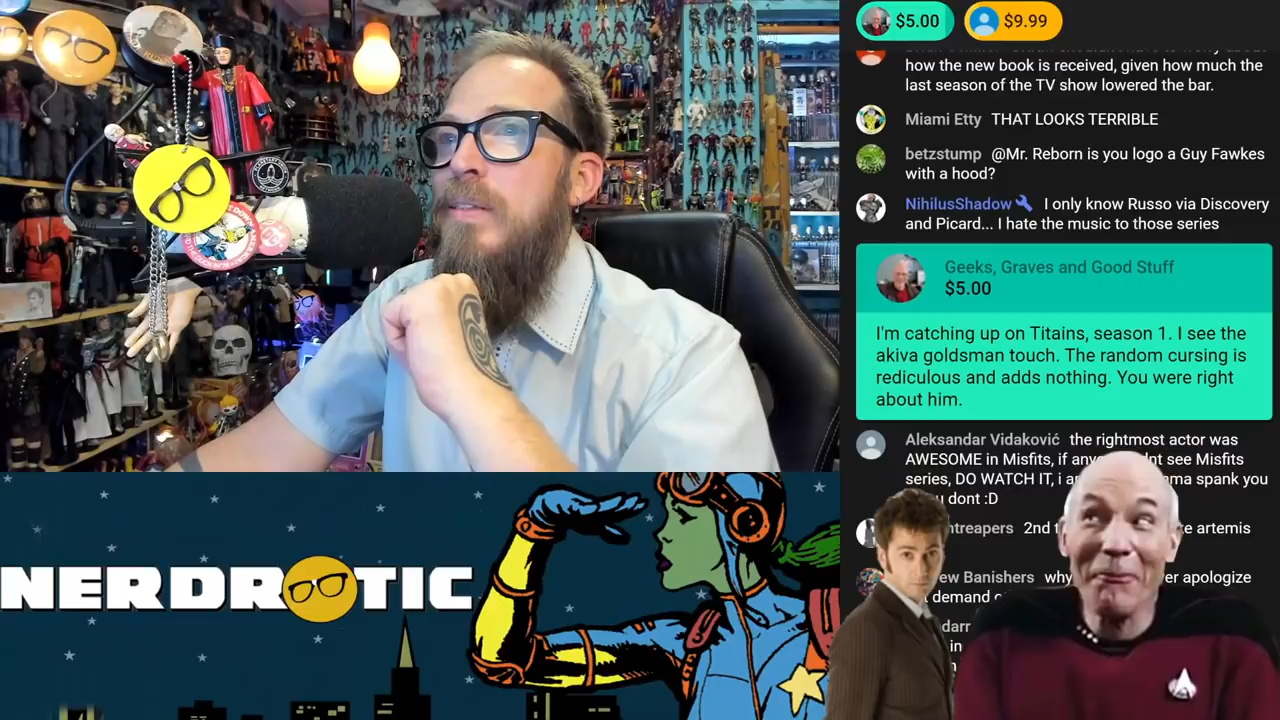 $5.00
$9.99
how the new book is received, given how much the
last season of the TV show lowered the bar.
Miami Etty THAT LOOKS TERRIBLE
betzstump @Mr. Reborn is you logo a Guy Fawkes
with a hood?
NihilusShadow I only know Russo via Discovery
and Picard... I hate the music to those series
Geeks, Graves and Good Stuff
$5.00
I'm catching up on Titains, season 1. I see the
akiva goldsman touch. The random cursing is
rediculous and adds nothing. You were right
about him.
Aleksandar Vidaković the rightmost actor was
AWESOME in Misfits, if any
series, DO WATCH IT, i
spank you
dont :D
2nd
artemis
Banishers why
apologize
demand
NERDROTIC